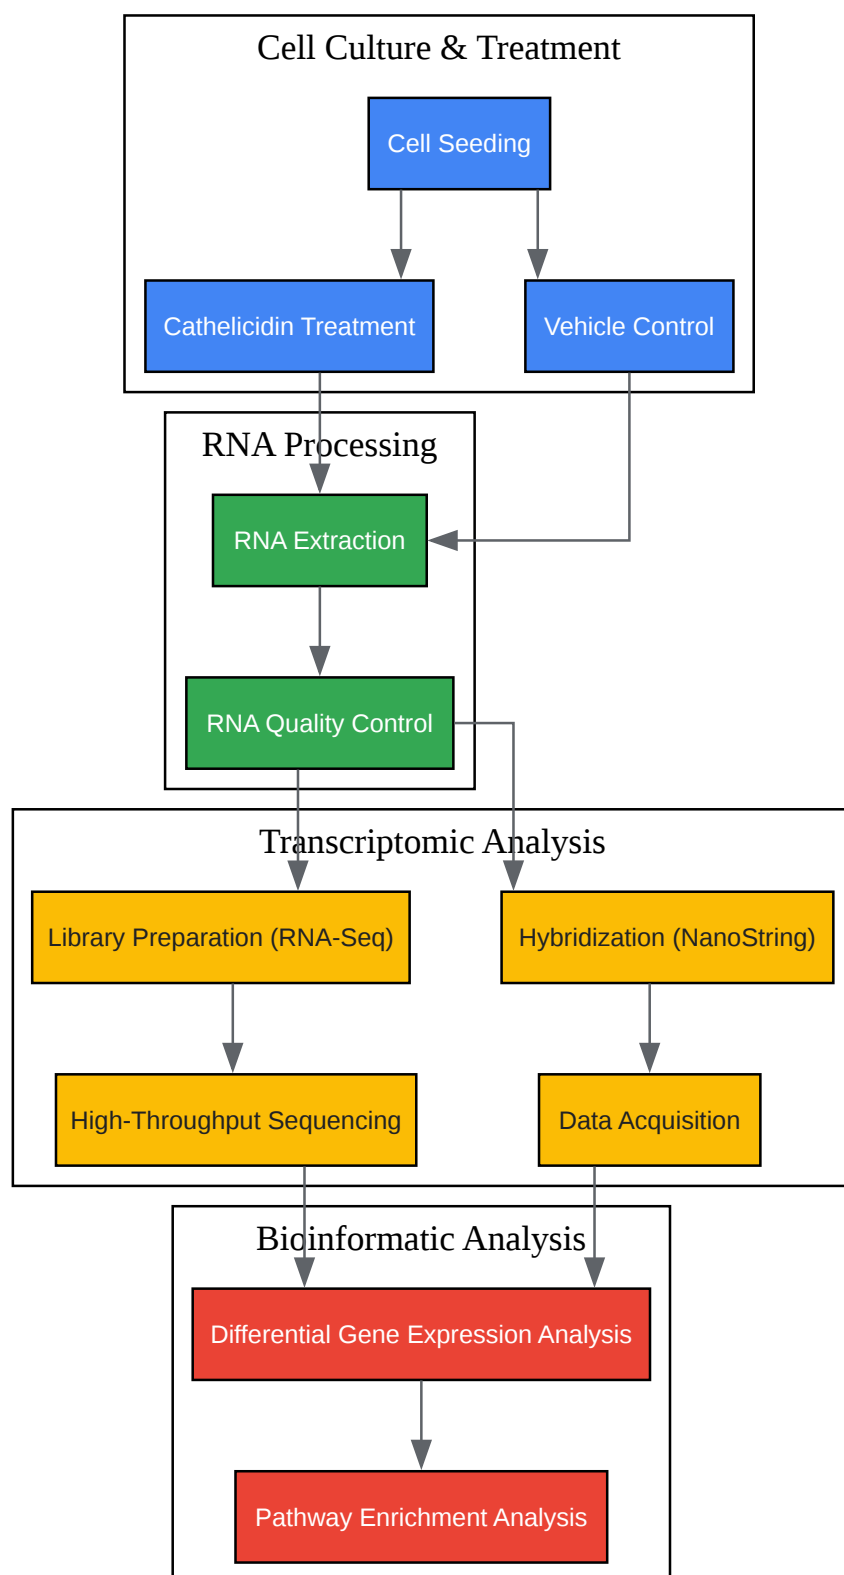 Cell Culture & Treatment
Cell Seeding
Cathelicidin Treatment
Vehicle Control
RNA Processing
RNA Extraction
RNA Quality Control
Transcriptomic Analysis
Library Preparation (RNA-Seq)
Hybridization (NanoString)
High-Throughput Sequencing
Data Acquisition
Bioinformatic Analysis
Differential Gene Expression Analysis
Pathway Enrichment Analysis